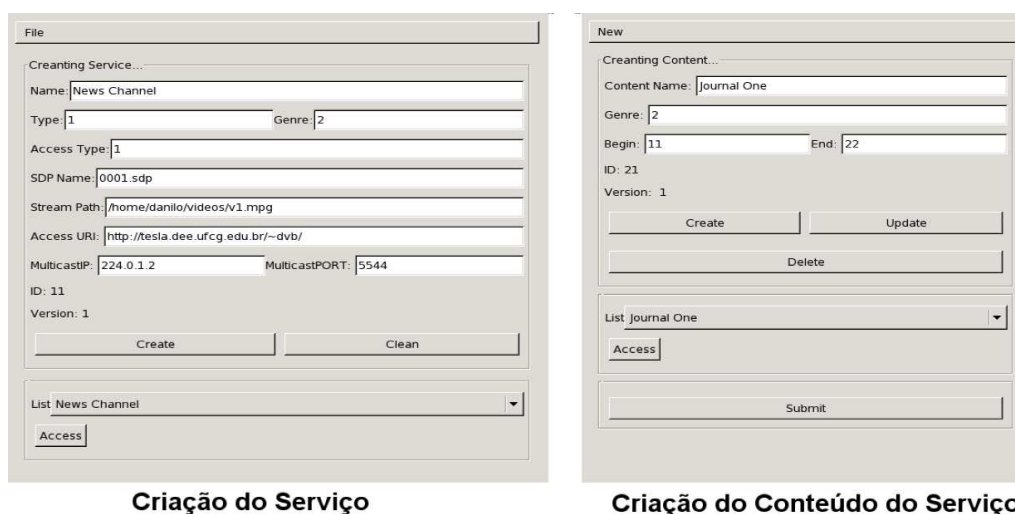 File
Creanting Service...
Name: News Channel
Type: 1 Genre: 2
Access Type: 1
SDP Name: 0001.sdp
Stream Path: /home/danilo/videos/v1.mpg
Access URI: http://tesla.dee.ufcg.edu.br/~dvb/
MulticastIP: 224.0.1.2 MulticastPORT: 5544
ID: 11
Version: 1
Create Clean
List News Channel
Access
Criação do Serviço
New
Creanting Content...
Content Name: Journal One
Genre: 2
Begin: 11 End: 22
ID: 21
Version: 1
Create Update
Delete
List Journal One
Access
Submit
Criação do Conteúdo do Serviço